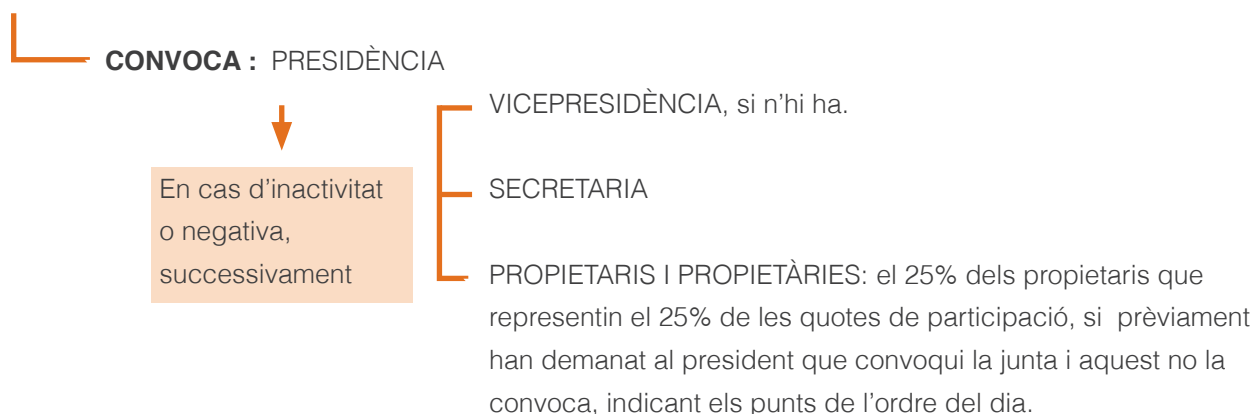 CONVOCA : PRESIDÈNCIA
VICEPRESIDÈNCIA, si n'hi ha.
En cas d'inactivitat
o negativa,
successivament
SECRETARIA
PROPIETARIS I PROPIETÀRIES: el 25% dels propietaris que
representin el 25% de les quotes de participació, si prèviament
han demanat al president que convoqui la junta i aquest no la
convoca, indicant els punts de l'ordre del dia.